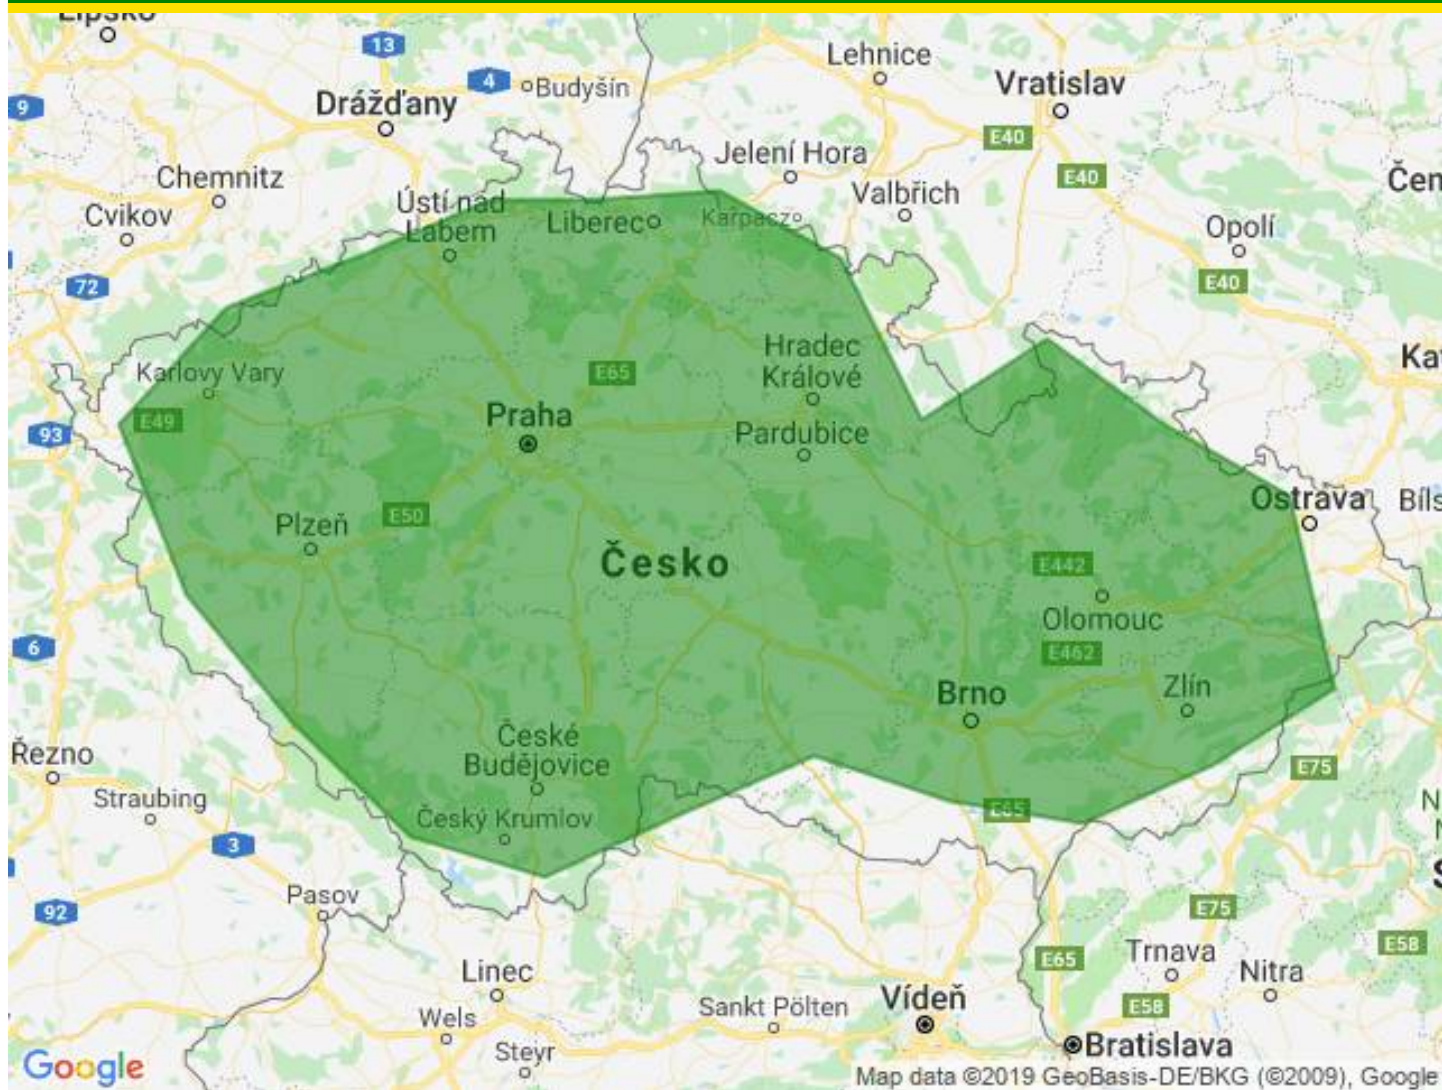 Lipsko
13
Lehnice
4
Budyšín
Vratislav
9
Drážďany
E40
Jelení Hora
Chemnitz
E40
Čen
Ústí nad
Labem
Valbřich
Cvikov
Liberec
Karpacz
Opolí
72
E40
Hradec
Králové
Ka
Karlovy Vary
E65
E49
Praha
93
Pardubice
Ostrava
Bíls
E50
Plzeň
Česko
E442
Olomouc
6
E462
Brno
Zlín
České
Budějovice
Řezno
E75
Straubing
E65
Český Krumlov
3
Pasov
92
E75
E58
Trnava
E65
Linec
Nitra
Vídeň
Sankt Pölten
E58
Wels
Steyr
Bratislava
Google
Map data ©2019 GeoBasis-DE/BKG (©2009), Google